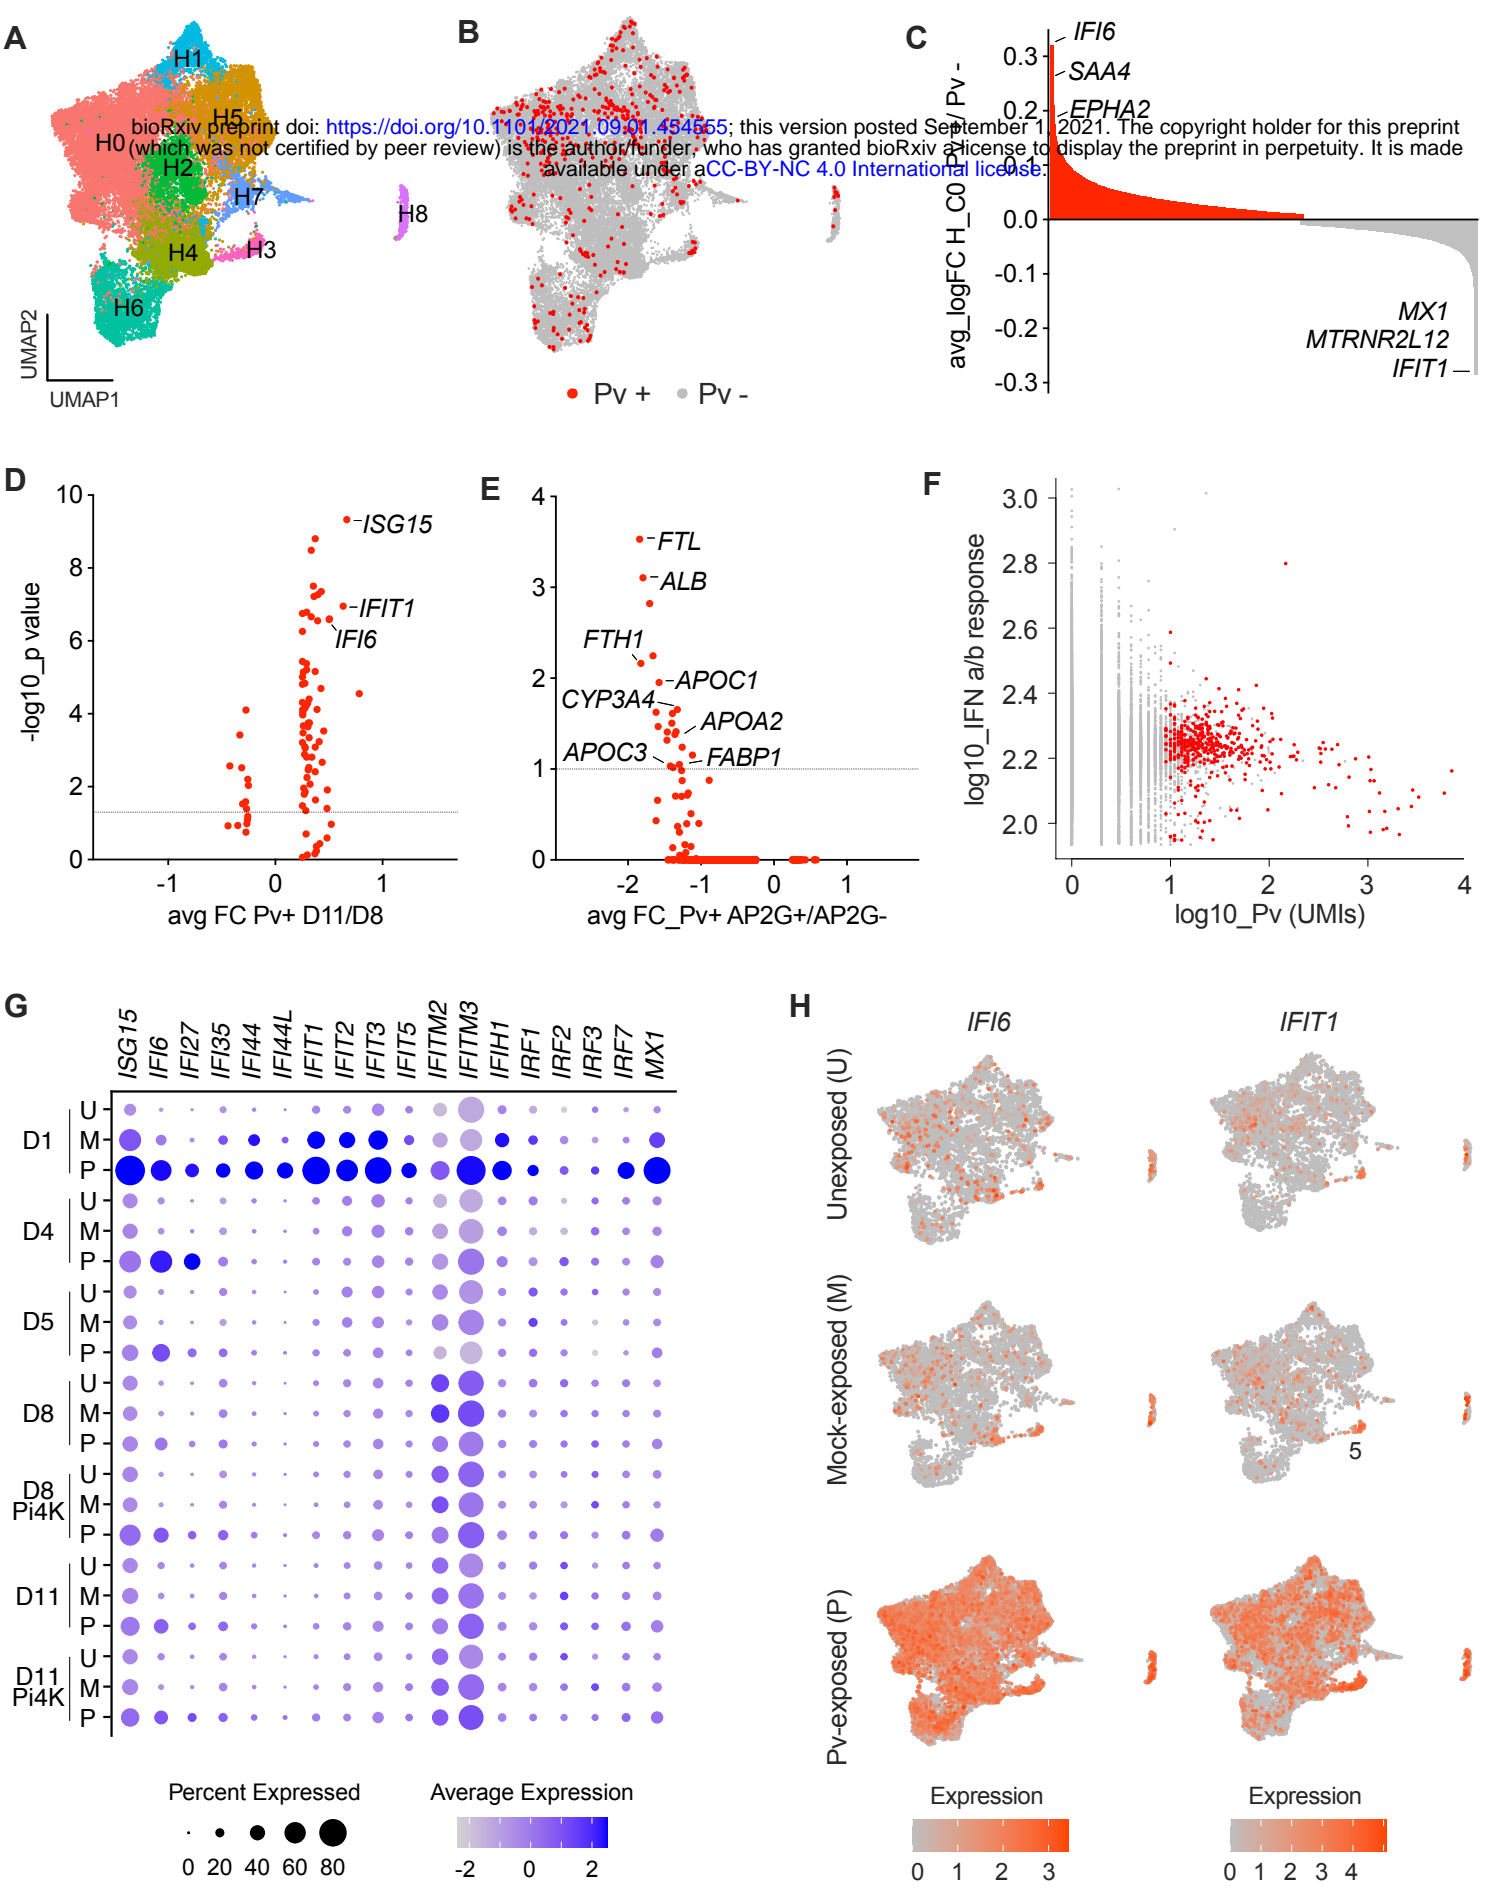 A
B
C
H1
H5
H0
H2
H7
H8
H4
H3
H6
UMAP2
UMAP1
Pv +
Pv -
bioRxiv preprint doi: https://doi.org/10.1101/2021.09.01.454555; this version posted September 1, 2021. The copyright holder for this preprint
(which was not certified by peer review) is the author/funder, who has granted bioRxiv a license to display the preprint in perpetuity. It is made
available under aCC-BY-NC 4.0 International license.
avg_logFC H_C0 Pv + / Pv -
0.3
0.2
0.1
0.0
-0.1
-0.2
-0.3
IFI6
SAA4
EPHA2
MX1
MTRNR2L12
IFIT1
D
-log10_p value
10
8
6
4
2
0
ISG15
IFIT1
IFI6
-1
0
1
avg FC Pv+ D11/D8
E
4
3
2
1
0
FTL
ALB
FTH1
APOC1
CYP3A4
APOA2
APOC3
FABP1
-2
-1
0
1
avg FC_Pv+ AP2G+/AP2G-
F
log10_IFN a/b response
3.0
2.8
2.6
2.4
2.2
2.0
0
1
2
3
4
log10_Pv (UMIs)
G
ISG15
IFI6
IFI27
IFI35
IFI44
IFI44L
IFIT1
IFIT2
IFIT3
IFIT5
IFITM2
IFITM3
IFIH1
IRF1
IRF2
IRF3
IRF7
MX1
D1
U
M
P
D4
U
M
P
D5
U
M
P
D8
U
M
P
D8
Pi4K
U
M
P
D11
U
M
P
D11
Pi4K
U
M
P
Percent Expressed
0 20 40 60 80
Average Expression
-2 0 2
H
IFI6
IFIT1
Unexposed (U)
Mock-exposed (M)
5
Pv-exposed (P)
Expression
0 1 2 3
Expression
0 1 2 3 4